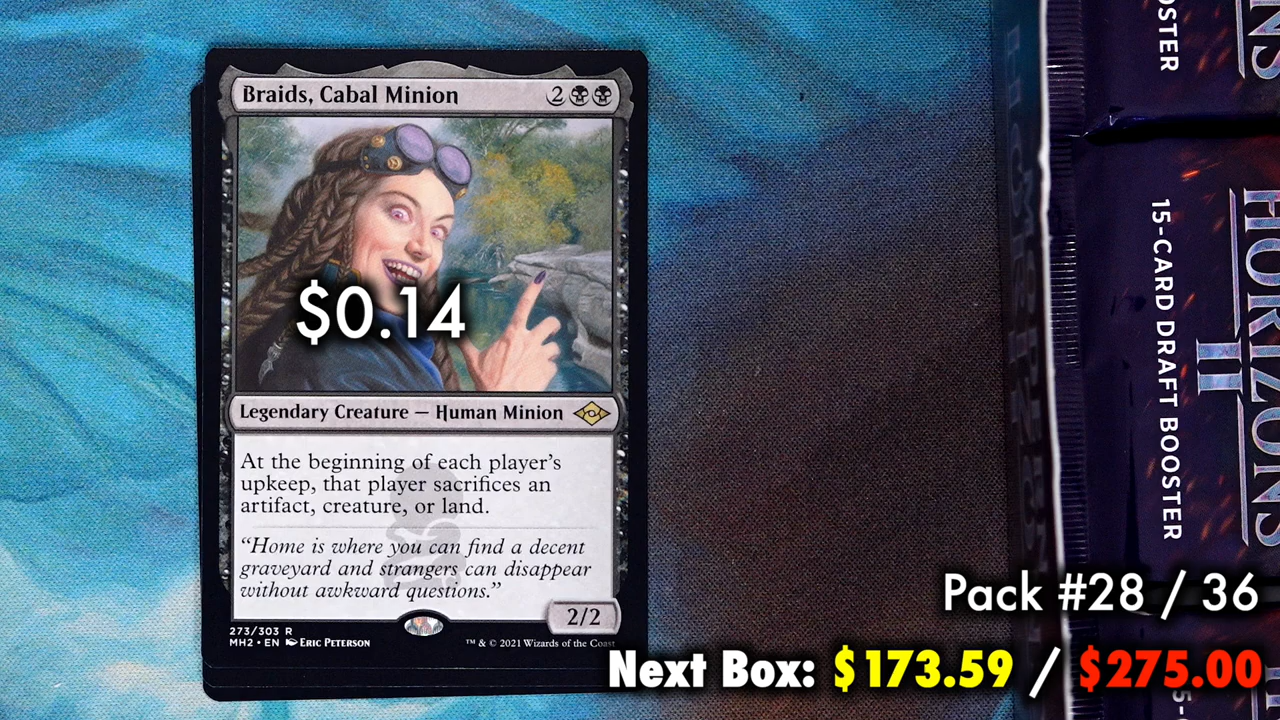 Braids, Cabal Minion 2
$0.14
Legendary Creature — Human Minion
At the beginning of each player's
upkeep, that player sacrifices an
artifact, creature, or land.
"Home is where you can find a decent
graveyard and strangers can disappear
without awkward questions."
2/2
273/303 R
MH2 • EN ERIC PETERSON
™ & © 2021 Wizards of the Coast
OSTER
15-CARD DRAFT BOOSTER
HORIZONS
II
Pack #28 / 36
Next Box: $173.59 / $275.00